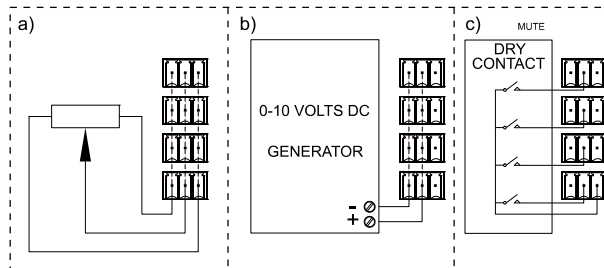 a)
b)
0-10 VOLTS DC
GENERATOR
-
+
c)
MUTE
DRY
CONTACT